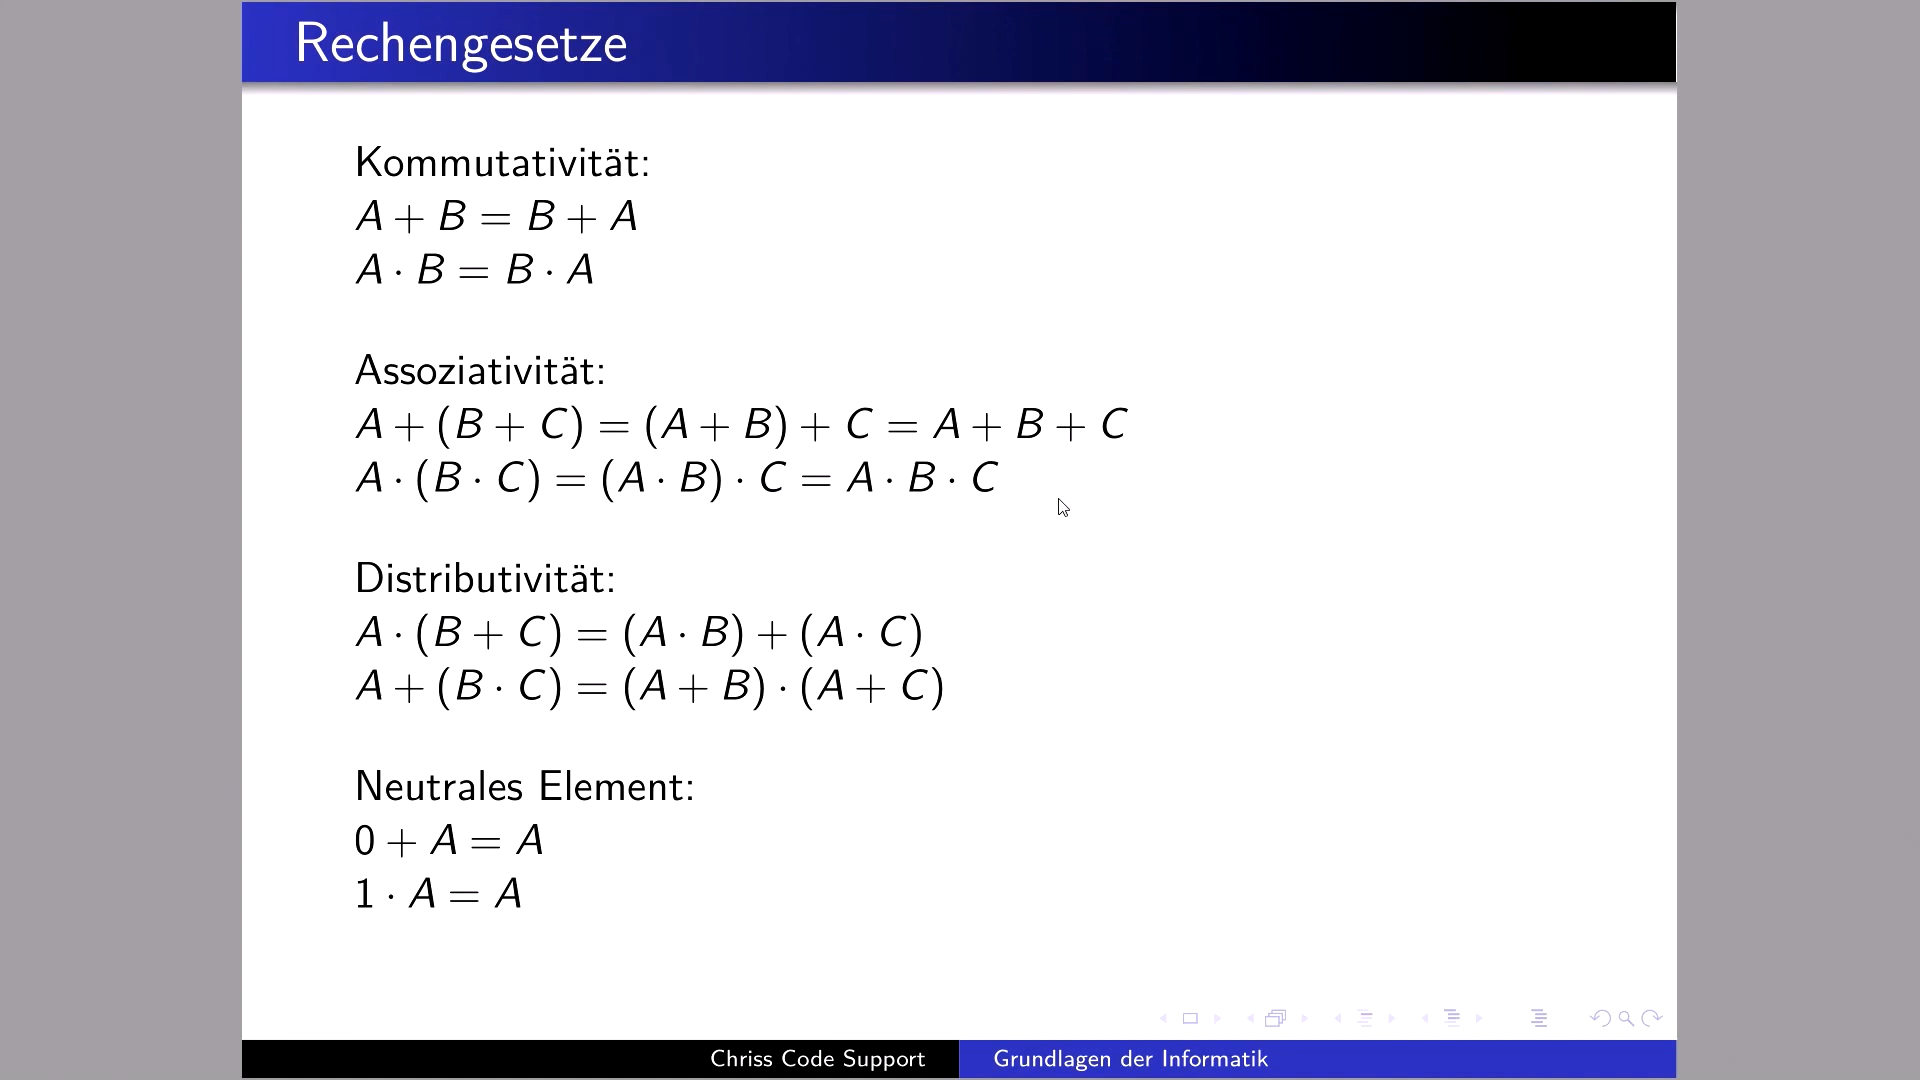 Rechengesetze
Kommutativität:
A + B = B + A
A · B = B · A
Assoziativität:
A + (B + C) = (A + B) + C = A + B + C
A · (B · C) = (A · B) · C = A · B · C
Distributivität:
A · (B + C) = (A · B) + (A · C)
A + (B · C) = (A + B) · (A + C)
Neutrales Element:
0 + A = A
1 · A = A
Chriss Code Support
Grundlagen der Informatik